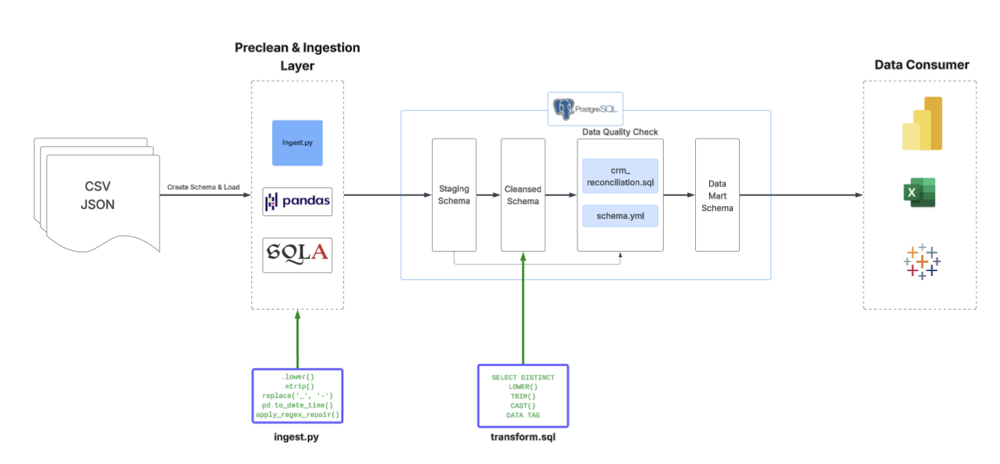 Preclean & Ingestion
Layer
Data Consumer
PostgreSQL
Data Quality Check
ingest.py
CSV
JSON
Create Schema & Load
pandas
SQLA
Staging
Schema
Cleansed
Schema
crm_
reconciliation.sql
schema.yml
Data
Mart
Schema
X
.lower()
.strip()
replace('_', '-')
pd.to_date_time()
apply_regex_repair()
ingest.py
SELECT DISTINCT
LOWER()
TRIM()
CAST()
DATA TAG
transform.sql